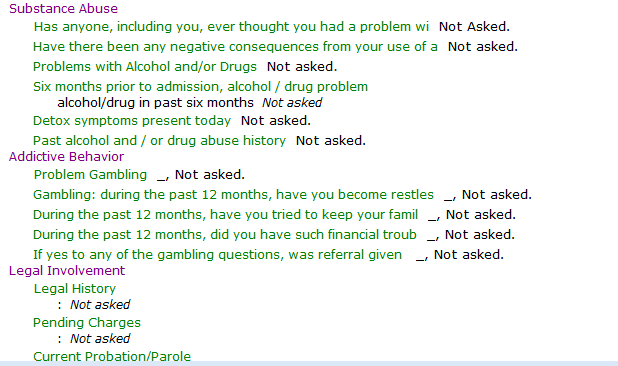 Substance Abuse
Has anyone, including you, ever thought you had a problem wi Not Asked.
Have there been any negative consequences from your use of a Not asked.
Problems with Alcohol and/or Drugs Not asked.
Six months prior to admission, alcohol / drug problem
alcohol/drug in past six months Not asked
Detox symptoms present today Not asked.
Past alcohol and / or drug abuse history Not asked.
Addictive Behavior
Problem Gambling _, Not asked.
Gambling: during the past 12 months, have you become restles _, Not asked.
During the past 12 months, have you tried to keep your famil _, Not asked.
During the past 12 months, did you have such financial troub _, Not asked.
If yes to any of the gambling questions, was referral given _, Not asked.
Legal Involvement
Legal History
: Not asked
Pending Charges
: Not asked
Current Probation/Parole